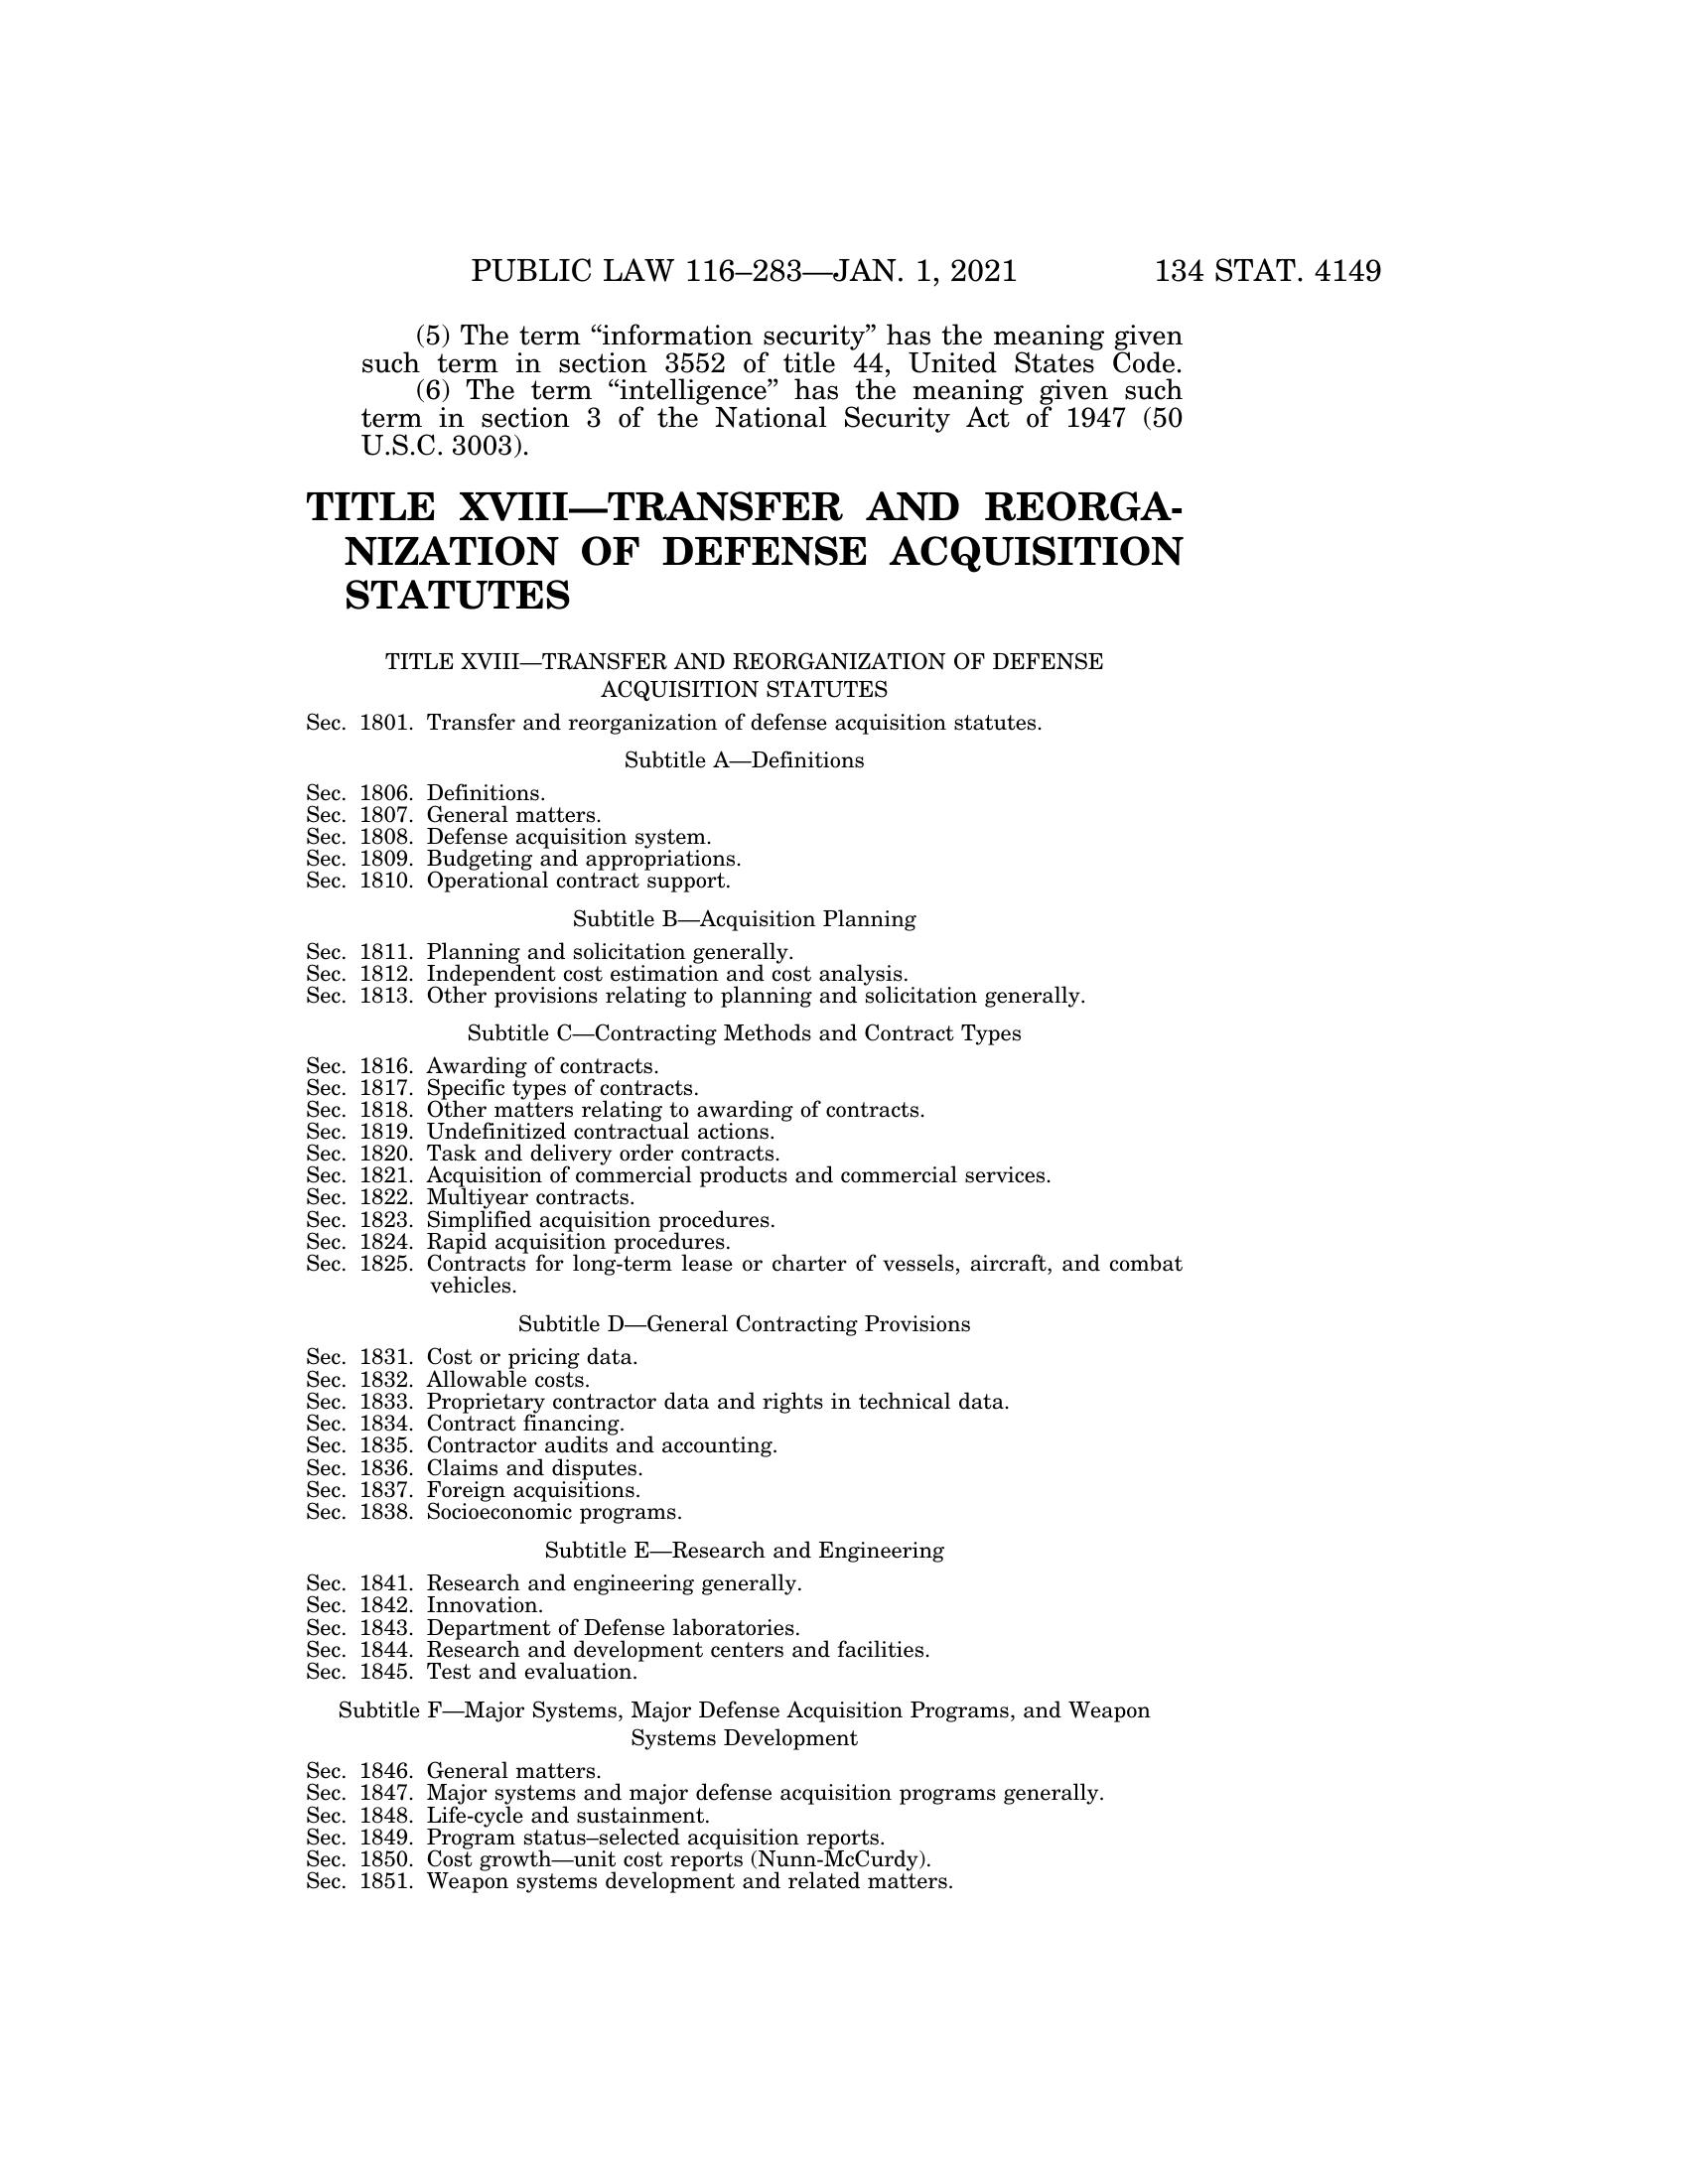 PUBLIC LAW 116–283—JAN. 1, 2021 134 STAT. 4149
(5) The term “information security” has the meaning given
such term in section 3552 of title 44, United States Code.
(6) The term “intelligence” has the meaning given such
term in section 3 of the National Security Act of 1947 (50
U.S.C. 3003).
TITLE XVIII—TRANSFER AND REORGA-
NIZATION OF DEFENSE ACQUISITION
STATUTES
TITLE XVIII—TRANSFER AND REORGANIZATION OF DEFENSE
ACQUISITION STATUTES
Sec. 1801. Transfer and reorganization of defense acquisition statutes.
Subtitle A—Definitions
Sec. 1806. Definitions.
Sec. 1807. General matters.
Sec. 1808. Defense acquisition system.
Sec. 1809. Budgeting and appropriations.
Sec. 1810. Operational contract support.
Subtitle B—Acquisition Planning
Sec. 1811. Planning and solicitation generally.
Sec. 1812. Independent cost estimation and cost analysis.
Sec. 1813. Other provisions relating to planning and solicitation generally.
Subtitle C—Contracting Methods and Contract Types
Sec. 1816. Awarding of contracts.
Sec. 1817. Specific types of contracts.
Sec. 1818. Other matters relating to awarding of contracts.
Sec. 1819. Undefinitized contractual actions.
Sec. 1820. Task and delivery order contracts.
Sec. 1821. Acquisition of commercial products and commercial services.
Sec. 1822. Multiyear contracts.
Sec. 1823. Simplified acquisition procedures.
Sec. 1824. Rapid acquisition procedures.
Sec. 1825. Contracts for long-term lease or charter of vessels, aircraft, and combat
vehicles.
Subtitle D—General Contracting Provisions
Sec. 1831. Cost or pricing data.
Sec. 1832. Allowable costs.
Sec. 1833. Proprietary contractor data and rights in technical data.
Sec. 1834. Contract financing.
Sec. 1835. Contractor audits and accounting.
Sec. 1836. Claims and disputes.
Sec. 1837. Foreign acquisitions.
Sec. 1838. Socioeconomic programs.
Subtitle E—Research and Engineering
Sec. 1841. Research and engineering generally.
Sec. 1842. Innovation.
Sec. 1843. Department of Defense laboratories.
Sec. 1844. Research and development centers and facilities.
Sec. 1845. Test and evaluation.
Subtitle F—Major Systems, Major Defense Acquisition Programs, and Weapon
Systems Development
Sec. 1846. General matters.
Sec. 1847. Major systems and major defense acquisition programs generally.
Sec. 1848. Life-cycle and sustainment.
Sec. 1849. Program status–selected acquisition reports.
Sec. 1850. Cost growth—unit cost reports (Nunn-McCurdy).
Sec. 1851. Weapon systems development and related matters.